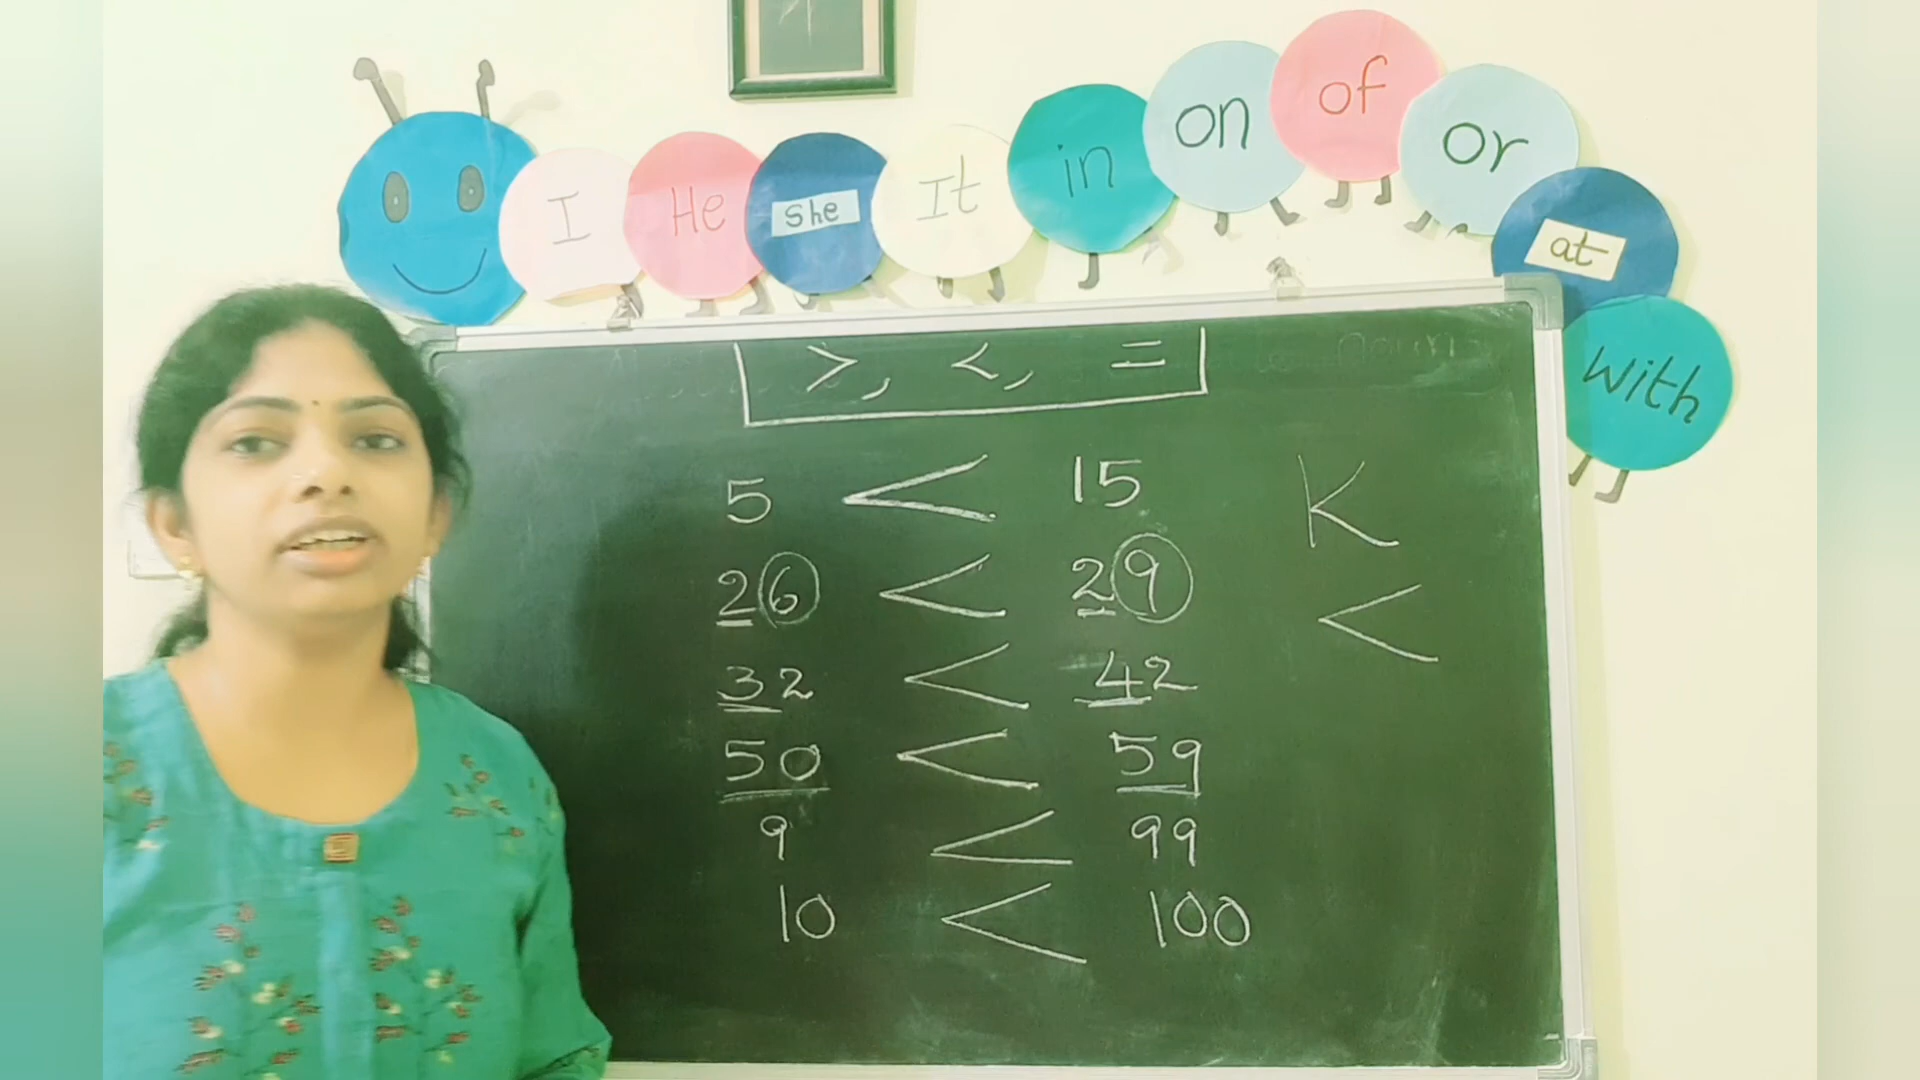 I He she It in on of or at with
>, <, =
5 < 15 K
26 < 29 <
32 < 42
50 < 59
9 < 99
10 < 100